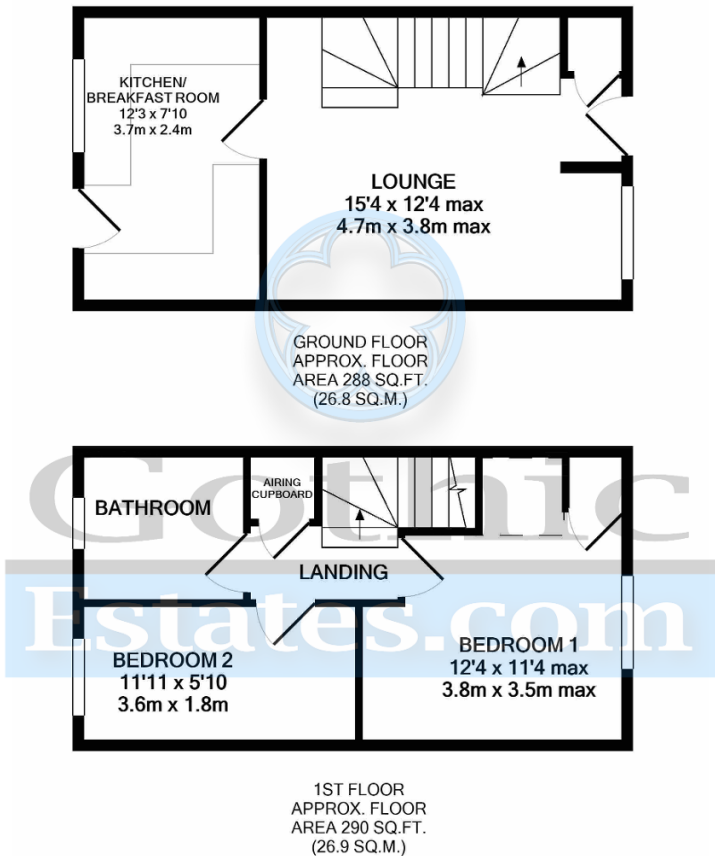 KITCHEN/
BREAKFAST ROOM
12'3 x 7'10
3.7m x 2.4m
LOUNGE
15'4 x 12'4 max
4.7m x 3.8m max
GROUND FLOOR
APPROX. FLOOR
AREA 288 SQ.FT.
(26.8 SQ.M.)
Gothic
Estates.com
BATHROOM
AIRING
CUPBOARD
LANDING
BEDROOM 2
11'11 x 5'10
3.6m x 1.8m
BEDROOM 1
12'4 x 11'4 max
3.8m x 3.5m max
1ST FLOOR
APPROX. FLOOR
AREA 290 SQ.FT.
(26.9 SQ.M.)